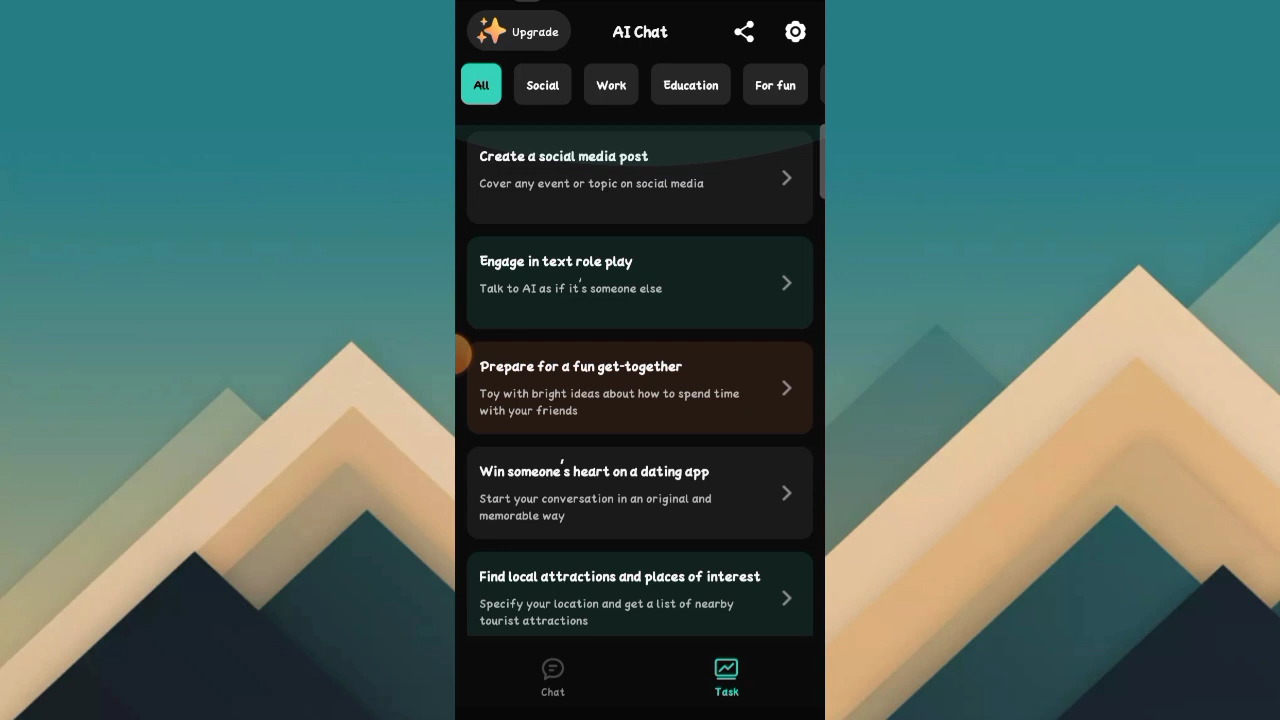 Upgrade
AI Chat
All
Social
Work
Education
For fun
Create a social media post
Cover any event or topic on social media
Engage in text role play
Talk to AI as if it's someone else
Prepare for a fun get-together
Toy with bright ideas about how to spend time
with your friends
Win someone's heart on a dating app
Start your conversation in an original and
memorable way
Find local attractions and places of interest
Specify your location and get a list of nearby
tourist attractions
Chat
Task